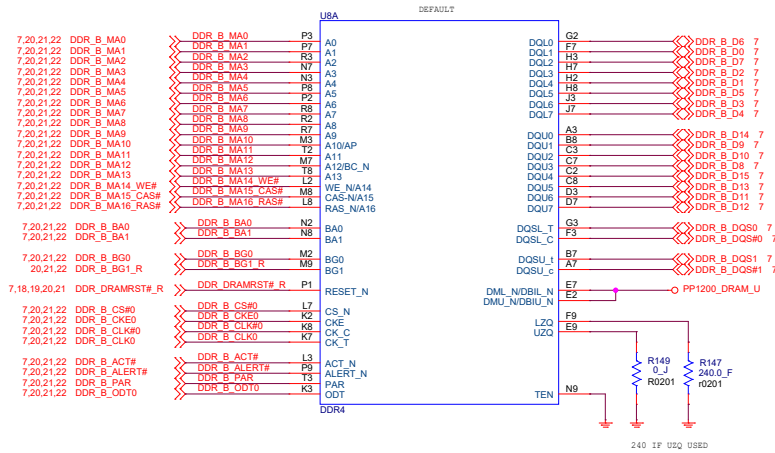 DEFAULT
U8A
7,20,21,22 DDR_B_MA0 DDR_B_MA0 P3 A0
7,20,21,22 DDR_B_MA1 DDR_B_MA1 P7 A1
7,20,21,22 DDR_B_MA2 DDR_B_MA2 R3 A2
7,20,21,22 DDR_B_MA3 DDR_B_MA3 N7 A3
7,20,21,22 DDR_B_MA4 DDR_B_MA4 N3 A4
7,20,21,22 DDR_B_MA5 DDR_B_MA5 P8 A5
7,20,21,22 DDR_B_MA6 DDR_B_MA6 P2 A6
7,20,21,22 DDR_B_MA7 DDR_B_MA7 R8 A7
7,20,21,22 DDR_B_MA8 DDR_B_MA8 R2 A8
7,20,21,22 DDR_B_MA9 DDR_B_MA9 R7 A9
7,20,21,22 DDR_B_MA10 DDR_B_MA10 M3 A10/AP
7,20,21,22 DDR_B_MA11 DDR_B_MA11 T2 A11
7,20,21,22 DDR_B_MA12 DDR_B_MA12 M7 A12/BC_N
7,20,21,22 DDR_B_MA13 DDR_B_MA13 T8 A13
7,20,21,22 DDR_B_MA14_WE# DDR_B_MA14_WE# L2 WE_N/A14
7,20,21,22 DDR_B_MA15_CAS# DDR_B_MA15_CAS# M8 CAS-N/A15
7,20,21,22 DDR_B_MA16_RAS# DDR_B_MA16_RAS# L8 RAS_N/A16
7,20,21,22 DDR_B_BA0 DDR_B_BA0 N2 BA0
7,20,21,22 DDR_B_BA1 DDR_B_BA1 N8 BA1
7,20,21,22 DDR_B_BG0 DDR_B_BG0 M2 BG0
20,21,22 DDR_B_BG1_R DDR_B_BG1_R M9 BG1
7,18,19,20,21 DDR_DRAMRST#_R DDR_DRAMRST#_R P1 RESET_N
7,20,21,22 DDR_B_CS#0 DDR_B_CS#0 L7 CS_N
7,20,21,22 DDR_B_CKE0 DDR_B_CKE0 K2 CKE
7,20,21,22 DDR_B_CLK#0 DDR_B_CLK#0 K8 CK_C
7,20,21,22 DDR_B_CLK0 DDR_B_CLK0 K7 CK_T
7,20,21,22 DDR_B_ACT# DDR_B_ACT# L3 ACT_N
7,20,21,22 DDR_B_ALERT# DDR_B_ALERT# P9 ALERT_N
7,20,21,22 DDR_B_PAR DDR_B_PAR T3 PAR
7,20,21,22 DDR_B_ODT0 DDR_B_ODT0 K3 ODT
DDR4
DQL0 G2 DDR_B_D6 7
DQL1 F7 DDR_B_D0 7
DQL2 H3 DDR_B_D7 7
DQL3 H7 DDR_B_D2 7
DQL4 H2 DDR_B_D1 7
DQL5 H8 DDR_B_D5 7
DQL6 J3 DDR_B_D3 7
DQL7 J7 DDR_B_D4 7
DQU0 A3 DDR_B_D14 7
DQU1 B8 DDR_B_D9 7
DQU2 C3 DDR_B_D10 7
DQU3 C7 DDR_B_D8 7
DQU4 C2 DDR_B_D15 7
DQU5 C8 DDR_B_D13 7
DQU6 D3 DDR_B_D11 7
DQU7 D7 DDR_B_D12 7
DQSL_T G3 DDR_B_DQS0 7
DQSL_C F3 DDR_B_DQS#0 7
DQSU_t B7 DDR_B_DQS1 7
DQSU_c A7 DDR_B_DQS#1 7
DML_N/DBIL_N E7 PP1200_DRAM_U
DMU_N/DBIU_N E2
LZQ F9
UZQ E9
R149 R147
0_J 240.0_F
R0201 r0201
TEN N9
240 IF UZQ USED